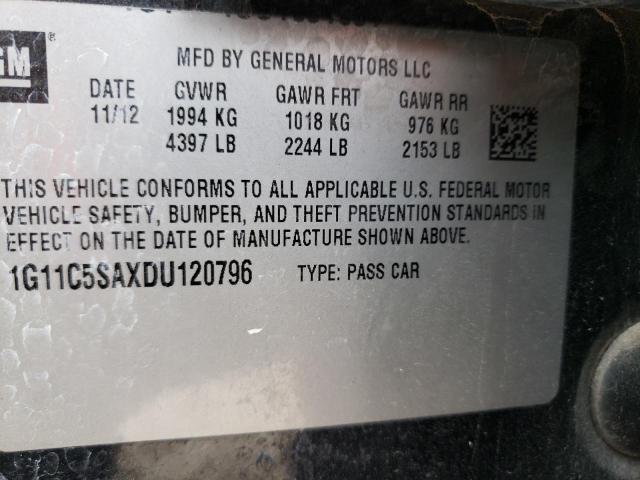 GM
MFD BY GENERAL MOTORS LLC
DATE GVWR GAWR FRT GAWR RR
11/12 1994 KG 1018 KG 976 KG
4397 LB 2244 LB 2153 LB
THIS VEHICLE CONFORMS TO ALL APPLICABLE U.S. FEDERAL MOTOR
VEHICLE SAFETY, BUMPER, AND THEFT PREVENTION STANDARDS IN
EFFECT ON THE DATE OF MANUFACTURE SHOWN ABOVE.
1G11C5SAXDU120796 TYPE: PASS CAR